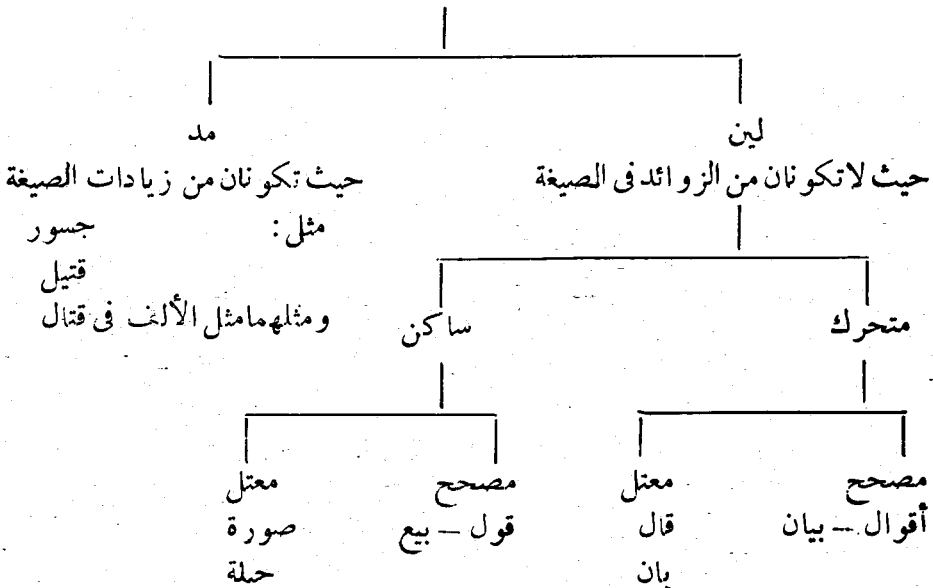 لين مد
حيث لا تكونان من الزوائد فى الصيغة حيث تكونان من زيادات الصيغة
مثل : جسور
قتيل
ومثلهما مثل الألف فى قتال
متحرك ساكن
مصحح معتل مصحح معتل
أقوال – بيان قال قول – بيع صورة
بان حيلة